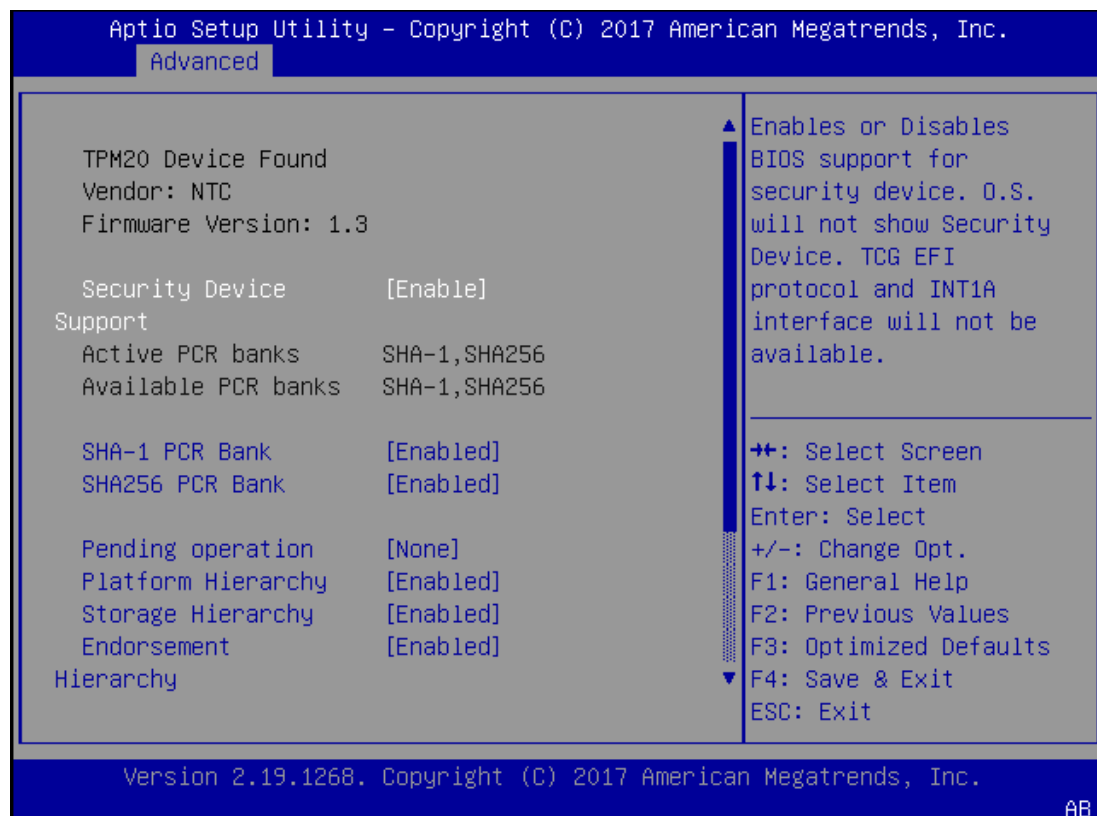 Aptio Setup Utility – Copyright (C) 2017 American Megatrends, Inc.
Advanced
TPM20 Device Found
Vendor: NTC
Firmware Version: 1.3
Security Device [Enable]
Support
Active PCR banks SHA-1,SHA256
Available PCR banks SHA-1,SHA256
SHA-1 PCR Bank [Enabled]
SHA256 PCR Bank [Enabled]
Pending operation [None]
Platform Hierarchy [Enabled]
Storage Hierarchy [Enabled]
Endorsement [Enabled]
Hierarchy
Enables or Disables
BIOS support for
security device. O.S.
will not show Security
Device. TCG EFI
protocol and INT1A
interface will not be
available.
→←: Select Screen
↑↓: Select Item
Enter: Select
+/-: Change Opt.
F1: General Help
F2: Previous Values
F3: Optimized Defaults
F4: Save & Exit
ESC: Exit
Version 2.19.1268. Copyright (C) 2017 American Megatrends, Inc.
AB